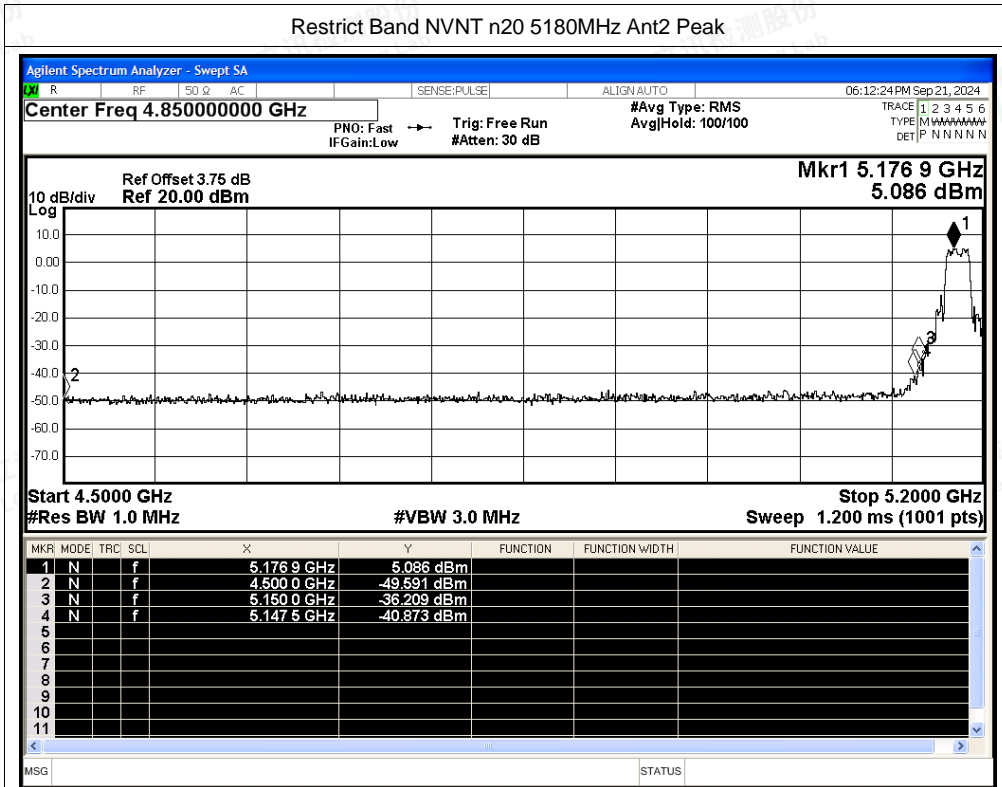 Restrict Band NVNT n20 5180MHz Ant2 Peak
Agilent Spectrum Analyzer - Swept SA
LXI R RF 50 Ω AC SENSE:PULSE ALIGN AUTO 06:12:24 PM Sep 21, 2024
Center Freq 4.850000000 GHz #Avg Type: RMS TRACE 1 2 3 4 5 6
PNO: Fast Trig: Free Run Avg|Hold: 100/100 TYPE M WWWWW
IFGain:Low #Atten: 30 dB DET P N N N N N
Mkr1 5.176 9 GHz
Ref Offset 3.75 dB
10 dB/div Ref 20.00 dBm 5.086 dBm
Log
10.0
0.00
-10.0
-20.0
-30.0
-40.0
-50.0
-60.0
-70.0
1
2
3
4
Start 4.5000 GHz Stop 5.2000 GHz
#Res BW 1.0 MHz #VBW 3.0 MHz Sweep 1.200 ms (1001 pts)
MKR MODE TRC SCL X Y FUNCTION FUNCTION WIDTH FUNCTION VALUE
1 N f 5.176 9 GHz 5.086 dBm
2 N f 4.500 0 GHz -49.591 dBm
3 N f 5.150 0 GHz -36.209 dBm
4 N f 5.147 5 GHz -40.873 dBm
5
6
7
8
9
10
11
MSG STATUS